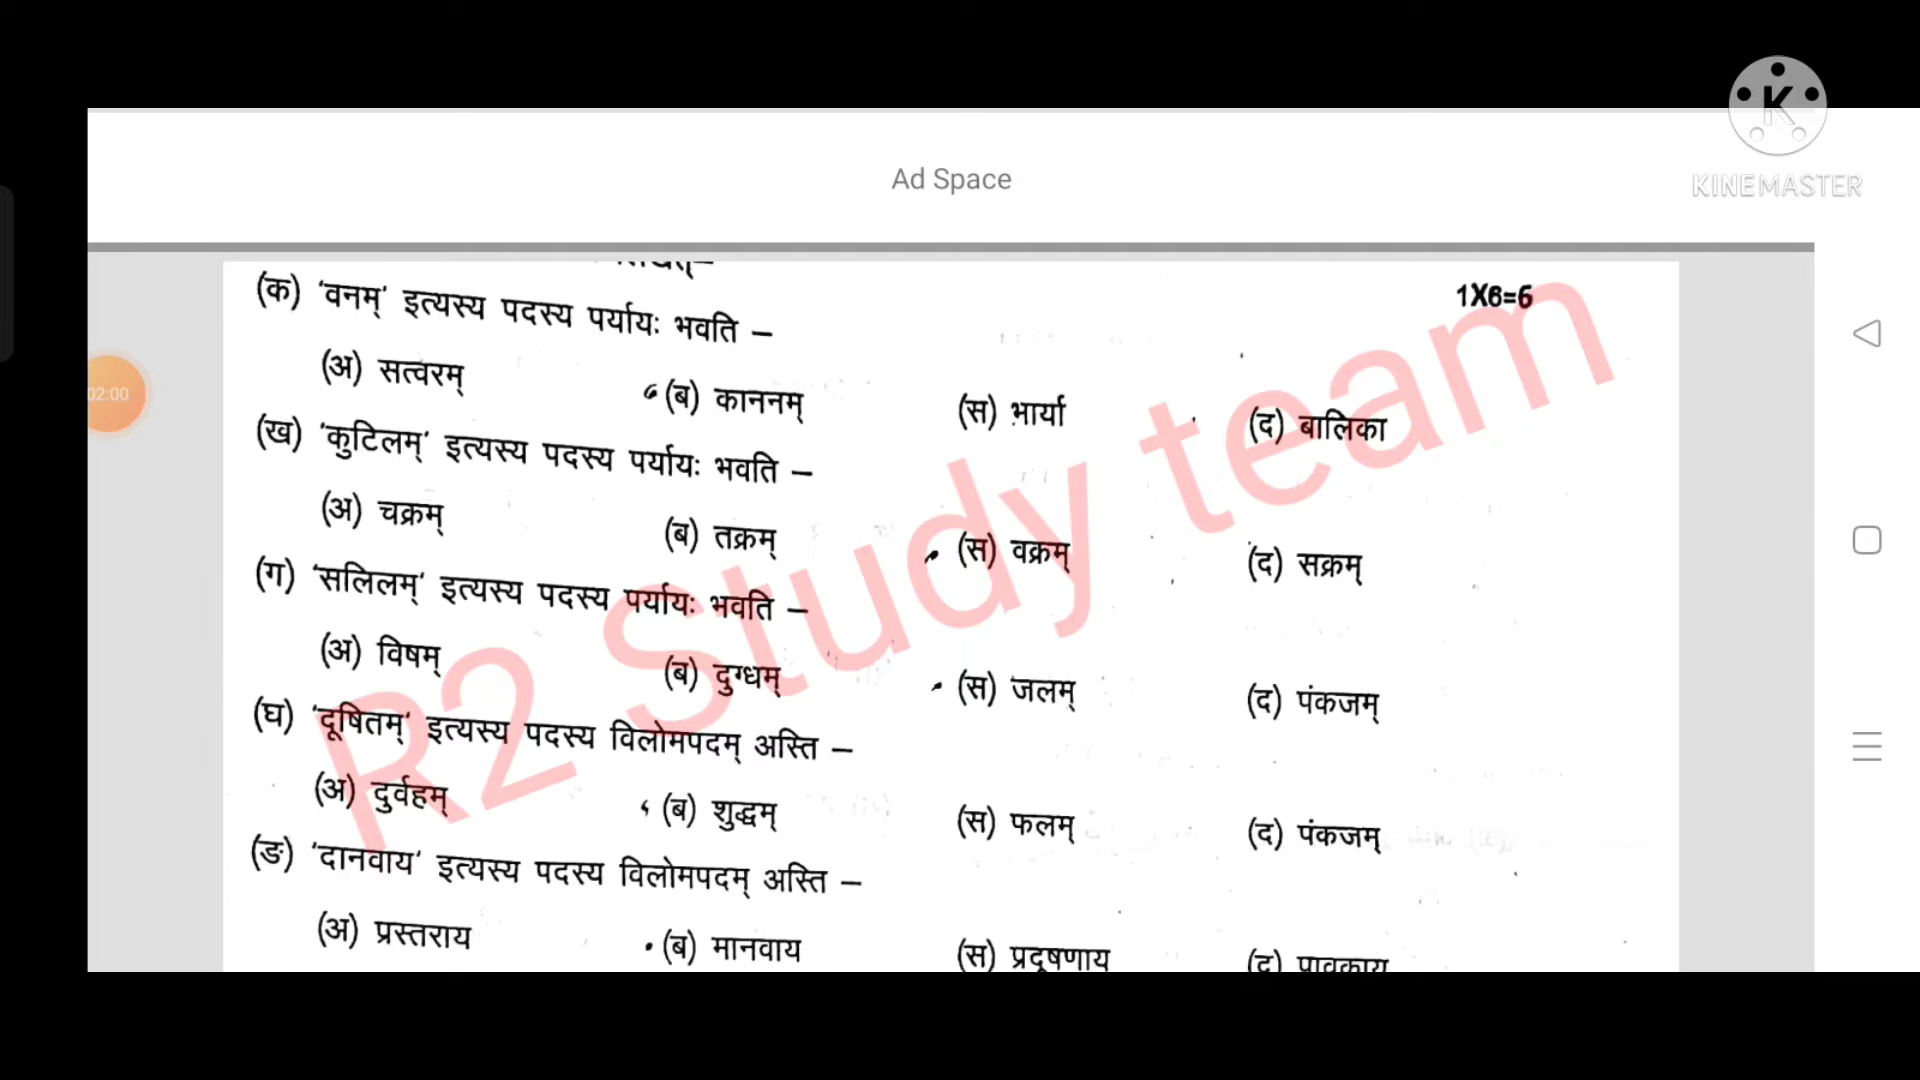 KINEMASTER
Ad Space
1X6=6
(क) 'वनम्' इत्यस्य पदस्य पर्यायः भवति –
(अ) सत्वरम् (ब) काननम् (स) भार्या (द) बालिका
(ख) 'कुटिलम्' इत्यस्य पदस्य पर्यायः भवति –
(अ) चक्रम् (ब) तक्रम् (स) वक्रम् (द) सक्रम्
(ग) 'सलिलम्' इत्यस्य पदस्य पर्यायः भवति –
(अ) विषम् (ब) दुग्धम् (स) जलम् (द) पंकजम्
(घ) 'दूषितम्' इत्यस्य पदस्य विलोमपदम् अस्ति –
(अ) दुर्वहम् (ब) शुद्धम् (स) फलम् (द) पंकजम्
(ङ) 'दानवाय' इत्यस्य पदस्य विलोमपदम् अस्ति –
(अ) प्रस्तराय (ब) मानवाय (स) प्रदूषणाय (द) पावकाय
R2 Study team
02:00
K